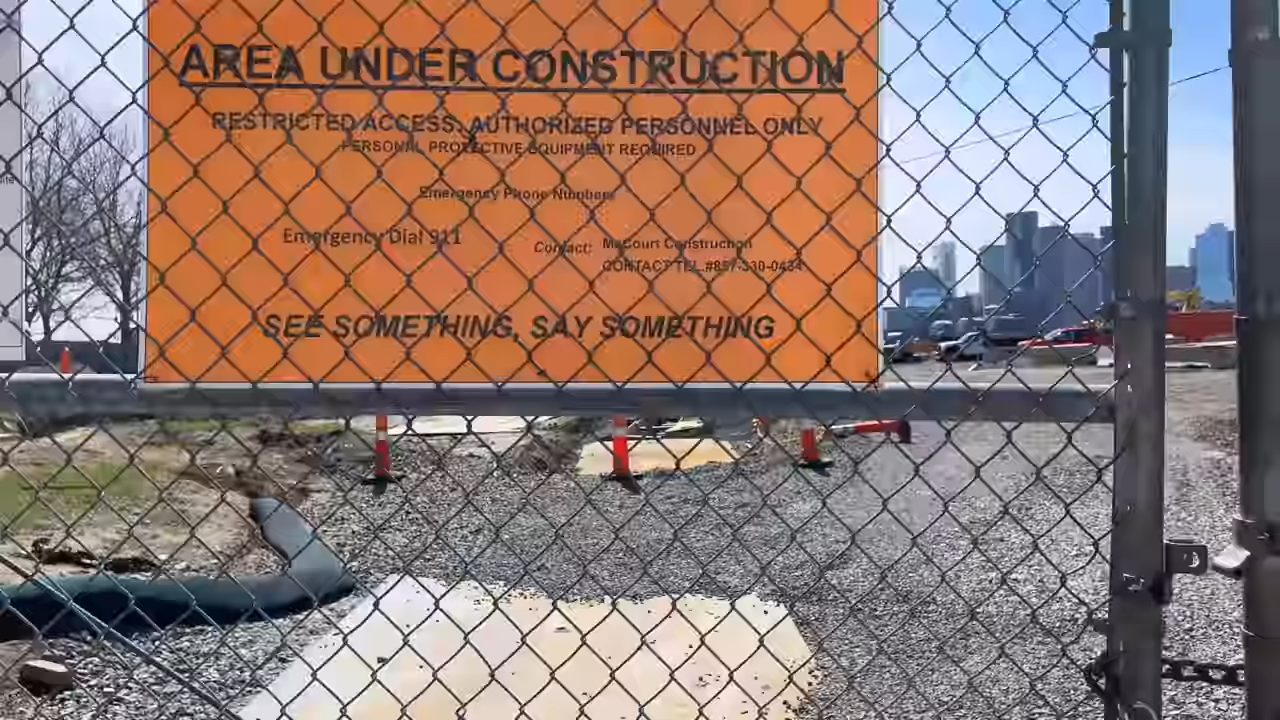 AREA UNDER CONSTRUCTION
RESTRICTED ACCESS, AUTHORIZED PERSONNEL ONLY
PERSONAL PROTECTIVE EQUIPMENT REQUIRED
Emergency Phone Numbers
Emergency Dial 911
Contact: McCourt Construction
CONTACT TEL.#857-330-0434
SEE SOMETHING, SAY SOMETHING